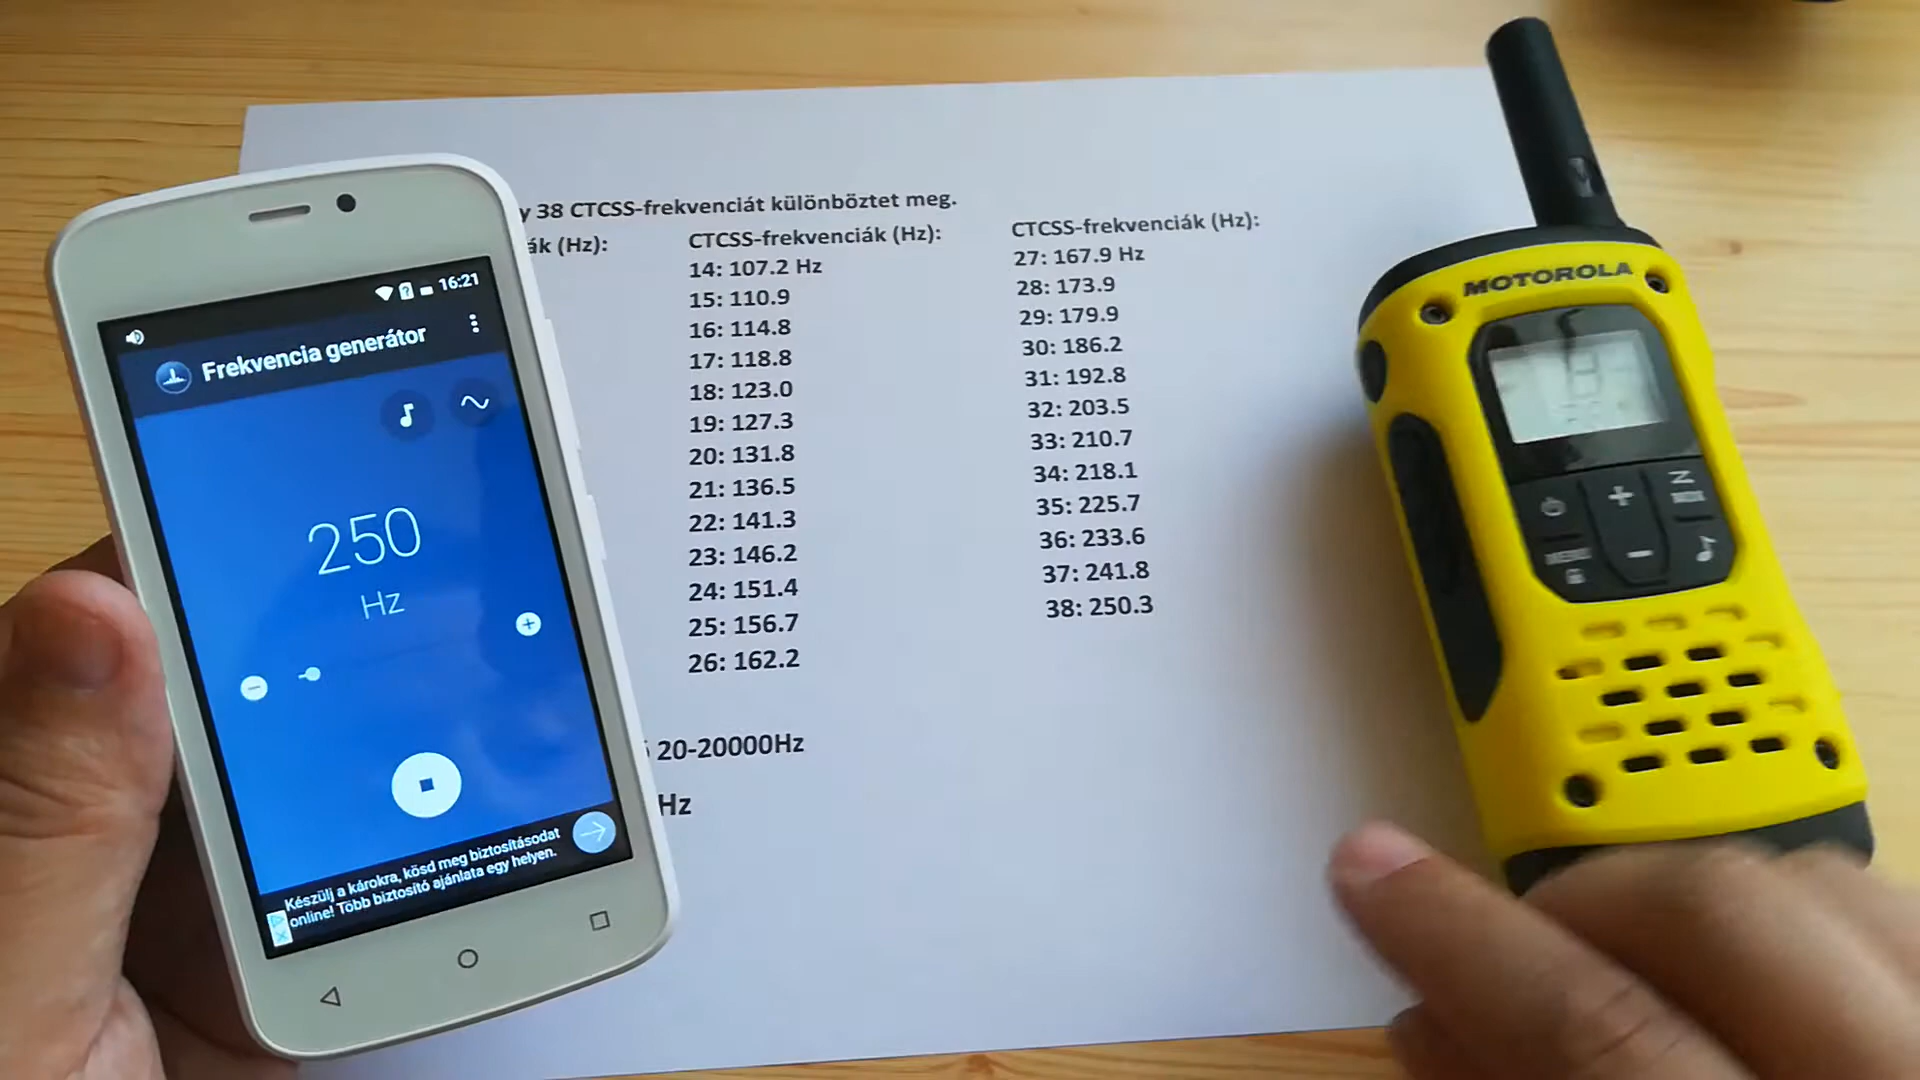 16:21
Frekvencia generátor
250
Hz
Készülj a károkra, kösd meg biztosításodat
online! Több biztosító ajánlata egy helyen.
y 38 CTCSS-frekvenciát különböztet meg.
ák (Hz):
CTCSS-frekvenciák (Hz):
14: 107.2 Hz
15: 110.9
16: 114.8
17: 118.8
18: 123.0
19: 127.3
20: 131.8
21: 136.5
22: 141.3
23: 146.2
24: 151.4
25: 156.7
26: 162.2
CTCSS-frekvenciák (Hz):
27: 167.9 Hz
28: 173.9
29: 179.9
30: 186.2
31: 192.8
32: 203.5
33: 210.7
34: 218.1
35: 225.7
36: 233.6
37: 241.8
38: 250.3
20-20000Hz
Hz
MOTOROLA
MENU